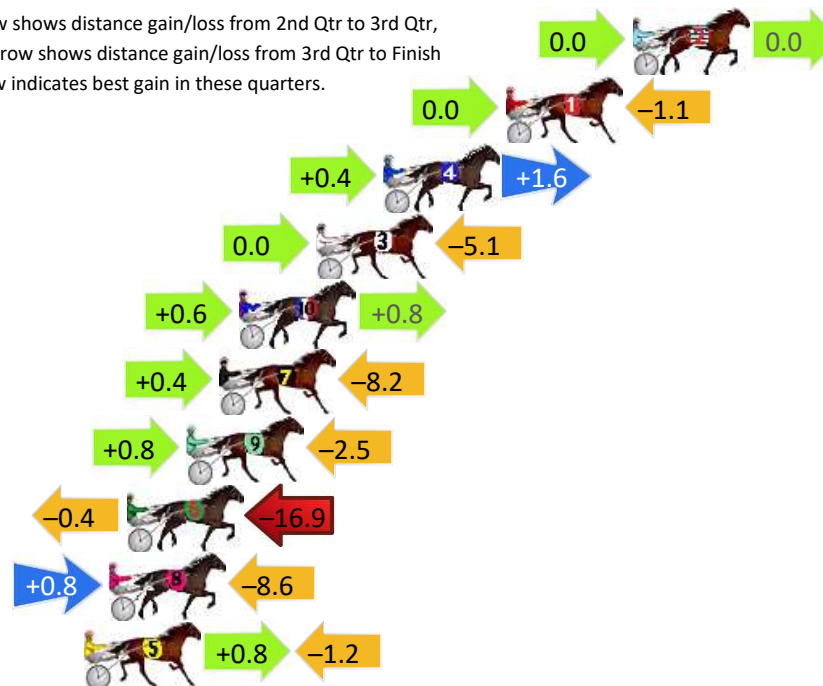 w shows distance gain/loss from 2nd Qtr to 3rd Qtr,
row shows distance gain/loss from 3rd Qtr to Finish
w indicates best gain in these quarters.
0.0 2 0.0
0.0 1 –1.1
+0.4 4 +1.6
0.0 3 –5.1
+0.6 10 +0.8
+0.4 7 –8.2
+0.8 9 –2.5
–0.4 –16.9
+0.8 8 –8.6
5 +0.8 –1.2